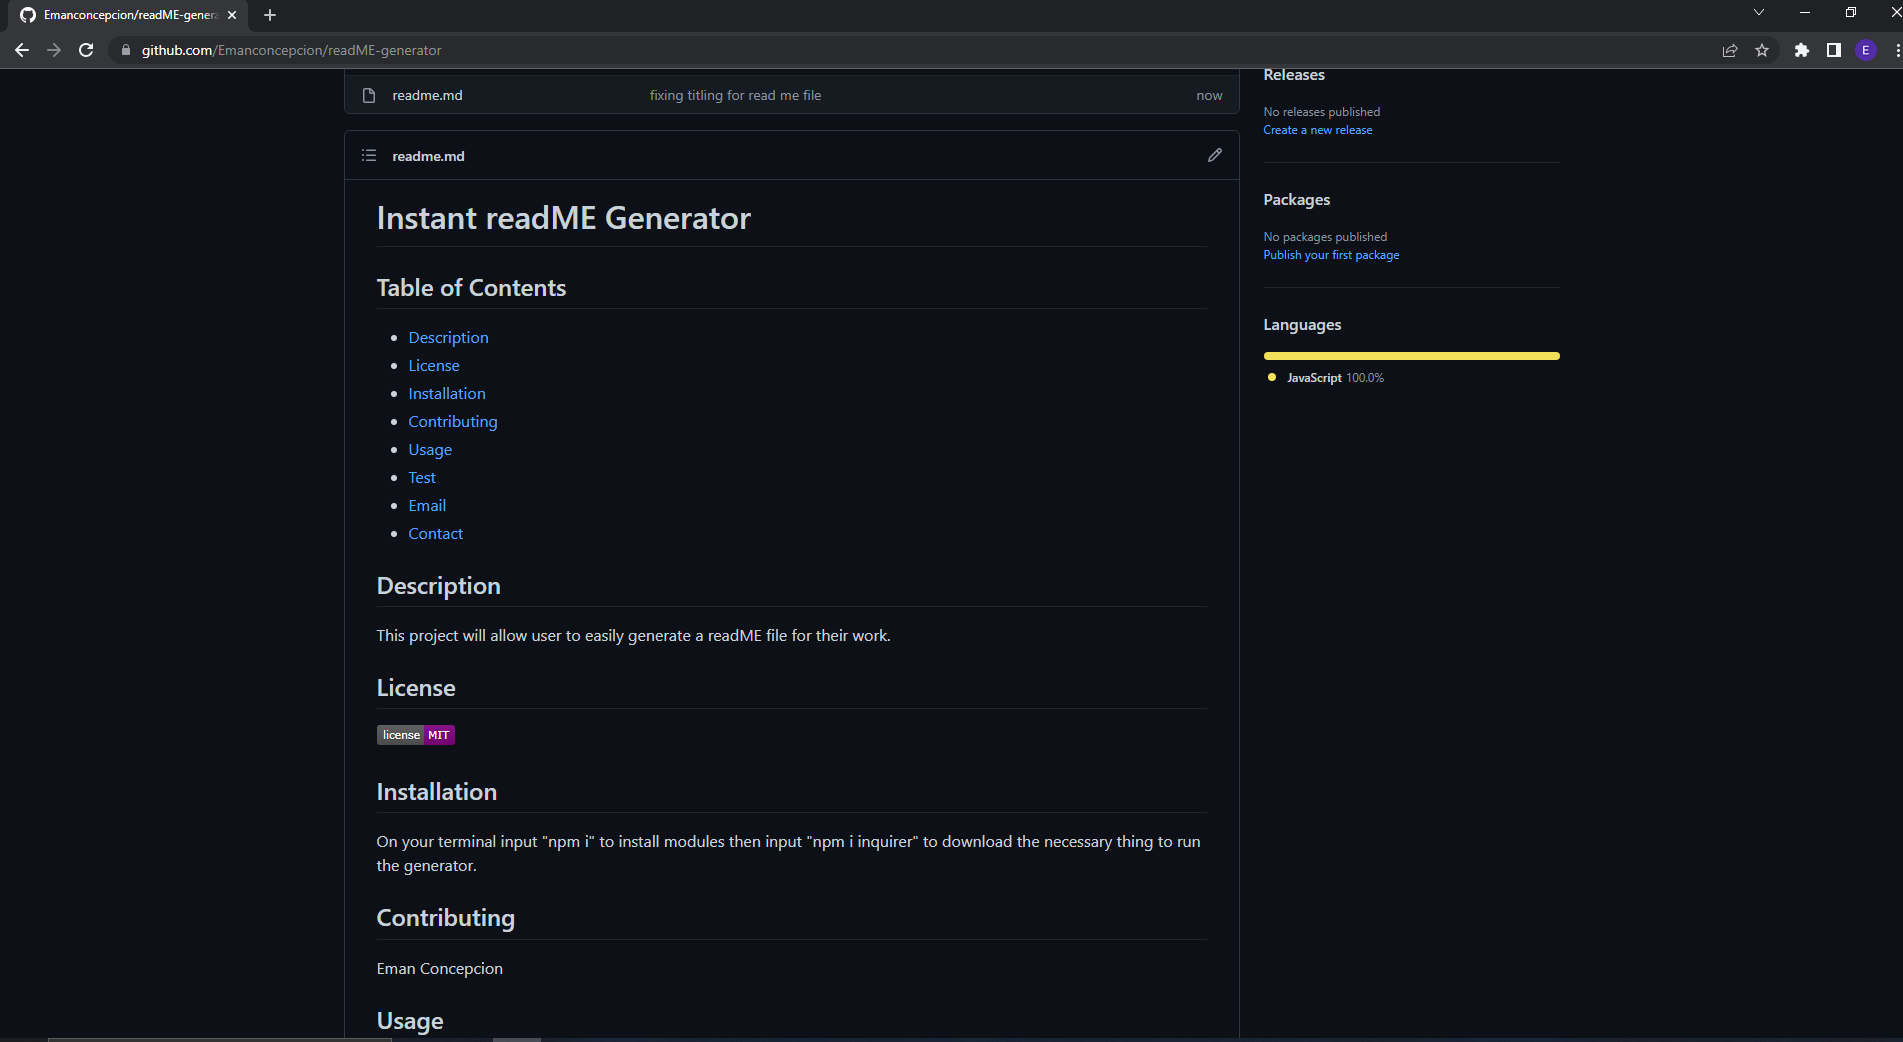 Emanconcepcion/readME-genera
github.com/Emanconcepcion/readME-generator
E
readme.md fixing titling for read me file now
readme.md
Instant readME Generator
Table of Contents
Description
License
Installation
Contributing
Usage
Test
Email
Contact
Description
This project will allow user to easily generate a readME file for their work.
License
license MIT
Installation
On your terminal input "npm i" to install modules then input "npm i inquirer" to download the necessary thing to run
the generator.
Contributing
Eman Concepcion
Usage
Releases
No releases published
Create a new release
Packages
No packages published
Publish your first package
Languages
JavaScript 100.0%